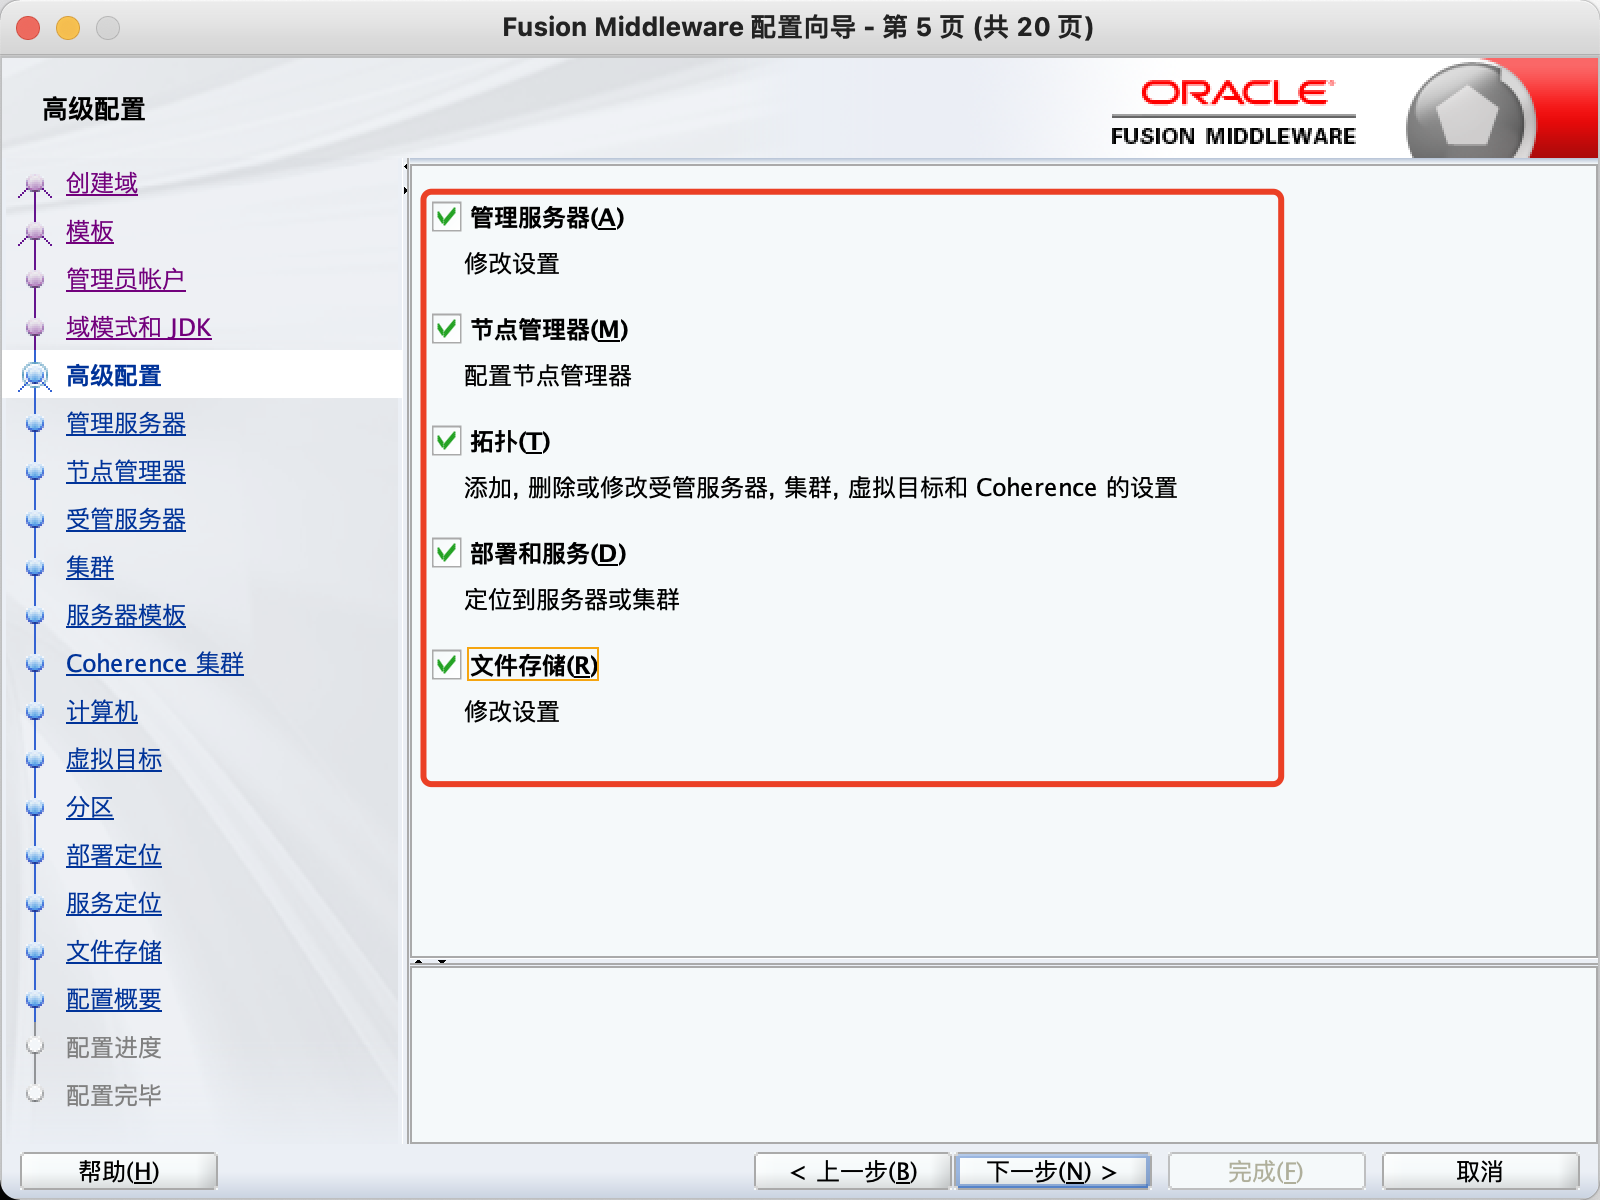 Fusion Middleware 配置向导 - 第 5 页 (共 20 页)
高级配置
ORACLE
FUSION MIDDLEWARE
创建域
模板
管理员帐户
域模式和 JDK
高级配置
管理服务器
节点管理器
受管服务器
集群
服务器模板
Coherence 集群
计算机
虚拟目标
分区
部署定位
服务定位
文件存储
配置概要
配置进度
配置完毕
管理服务器(A)
修改设置
节点管理器(M)
配置节点管理器
拓扑(T)
添加, 删除或修改受管服务器, 集群, 虚拟目标和 Coherence 的设置
部署和服务(D)
定位到服务器或集群
文件存储(R)
修改设置
帮助(H)
< 上一步(B)
下一步(N) >
完成(F)
取消